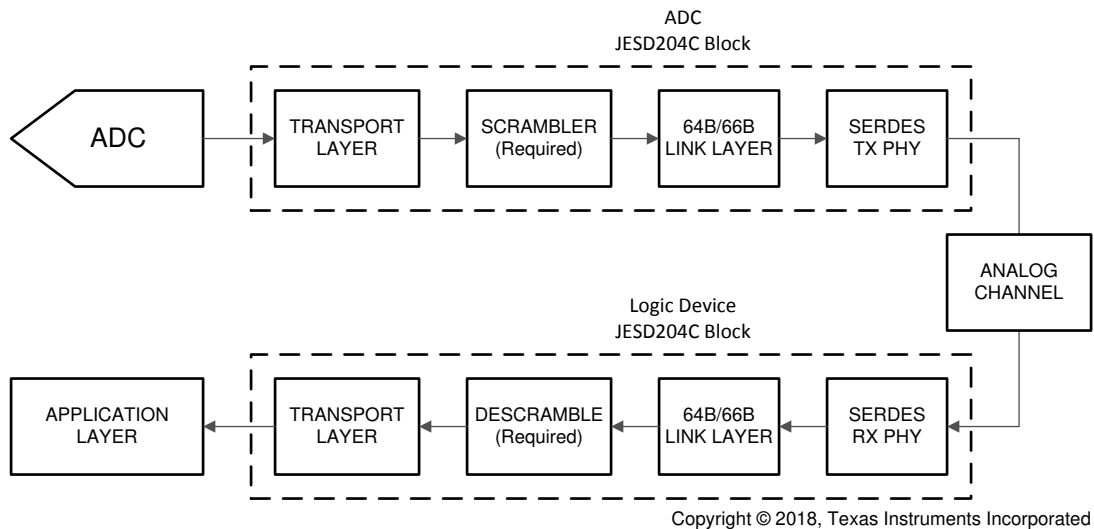 ADC
JESD204C Block
ADC
TRANSPORT
LAYER
SCRAMBLER
(Required)
64B/66B
LINK LAYER
SERDES
TX PHY
ANALOG
CHANNEL
Logic Device
JESD204C Block
APPLICATION
LAYER
TRANSPORT
LAYER
DESCRAMBLE
(Required)
64B/66B
LINK LAYER
SERDES
RX PHY
Copyright © 2018, Texas Instruments Incorporated